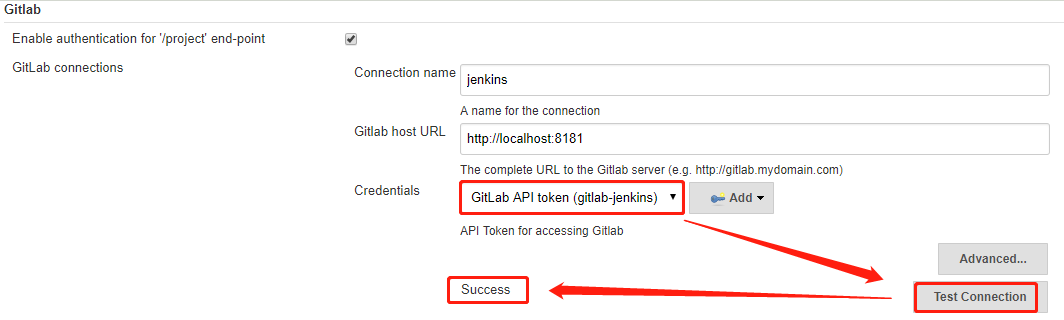 Gitlab
Enable authentication for '/project' end-point
GitLab connections
Connection name
jenkins
A name for the connection
Gitlab host URL
http://localhost:8181
The complete URL to the Gitlab server (e.g. http://gitlab.mydomain.com)
Credentials
GitLab API token (gitlab-jenkins)
Add
API Token for accessing Gitlab
Advanced...
Success
Test Connection